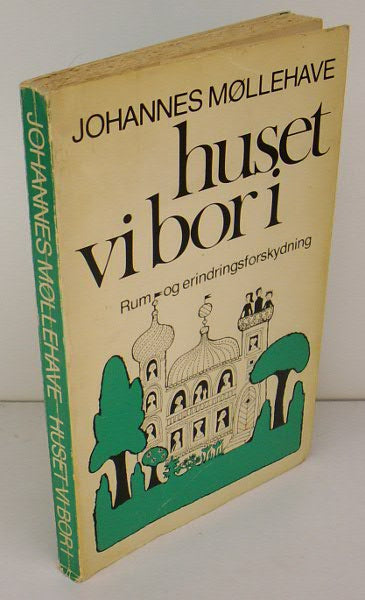 JOHANNES MØLLEHAVE
huset
vi bor i
Rum- og erindringsforskydning
JOHANNES MØLLEHAVE - HUSET VI BOR I